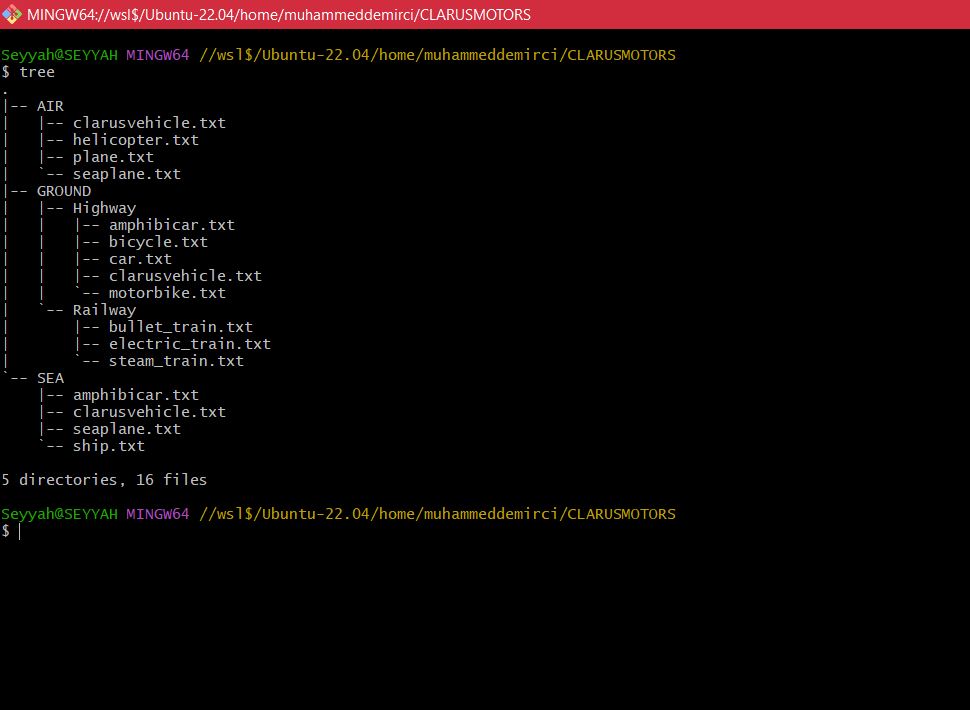 MINGW64://wsl$/Ubuntu-22.04/home/muhammeddemirci/CLARUSMOTORS
Seyyah@SEYYAH MINGW64 //wsl$/Ubuntu-22.04/home/muhammeddemirci/CLARUSMOTORS
$ tree
.
|-- AIR
|   |-- clarusvehicle.txt
|   |-- helicopter.txt
|   |-- plane.txt
|   `-- seaplane.txt
|-- GROUND
|   |-- Highway
|   |   |-- amphibicar.txt
|   |   |-- bicycle.txt
|   |   |-- car.txt
|   |   |-- clarusvehicle.txt
|   |   `-- motorbike.txt
|   `-- Railway
|       |-- bullet_train.txt
|       |-- electric_train.txt
|       `-- steam_train.txt
`-- SEA
    |-- amphibicar.txt
    |-- clarusvehicle.txt
    |-- seaplane.txt
    `-- ship.txt
5 directories, 16 files
Seyyah@SEYYAH MINGW64 //wsl$/Ubuntu-22.04/home/muhammeddemirci/CLARUSMOTORS
$